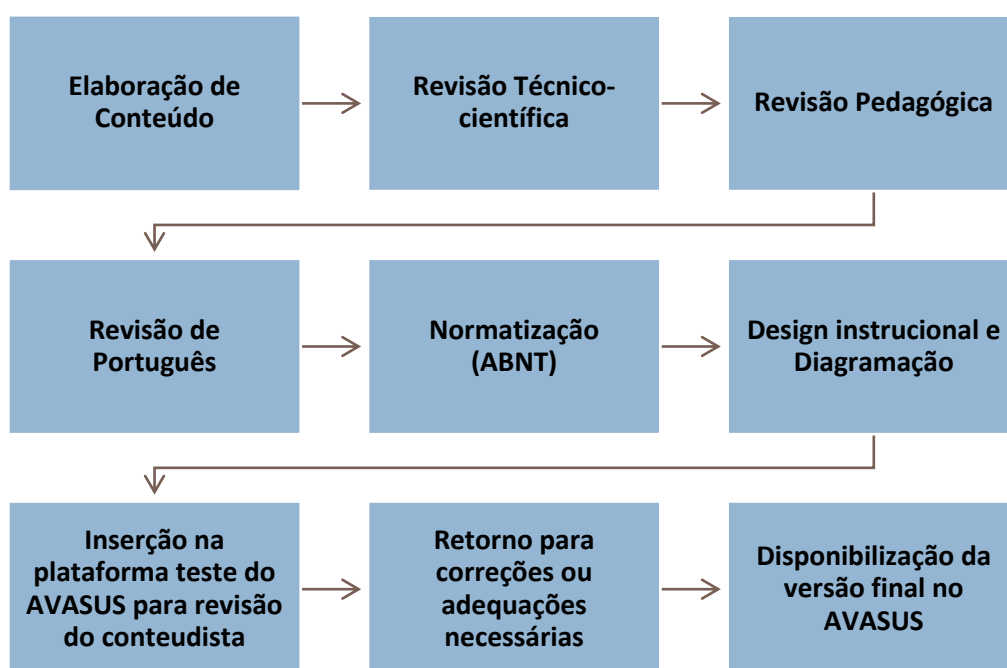 Elaboração de
Conteúdo
Revisão Técnico-
científica
Revisão Pedagógica
Revisão de
Português
Normatização
(ABNT)
Design instrucional e
Diagramação
Inserção na
plataforma teste do
AVASUS para revisão
do conteudista
Retorno para
correções ou
adequações
necessárias
Disponibilização da
versão final no
AVASUS